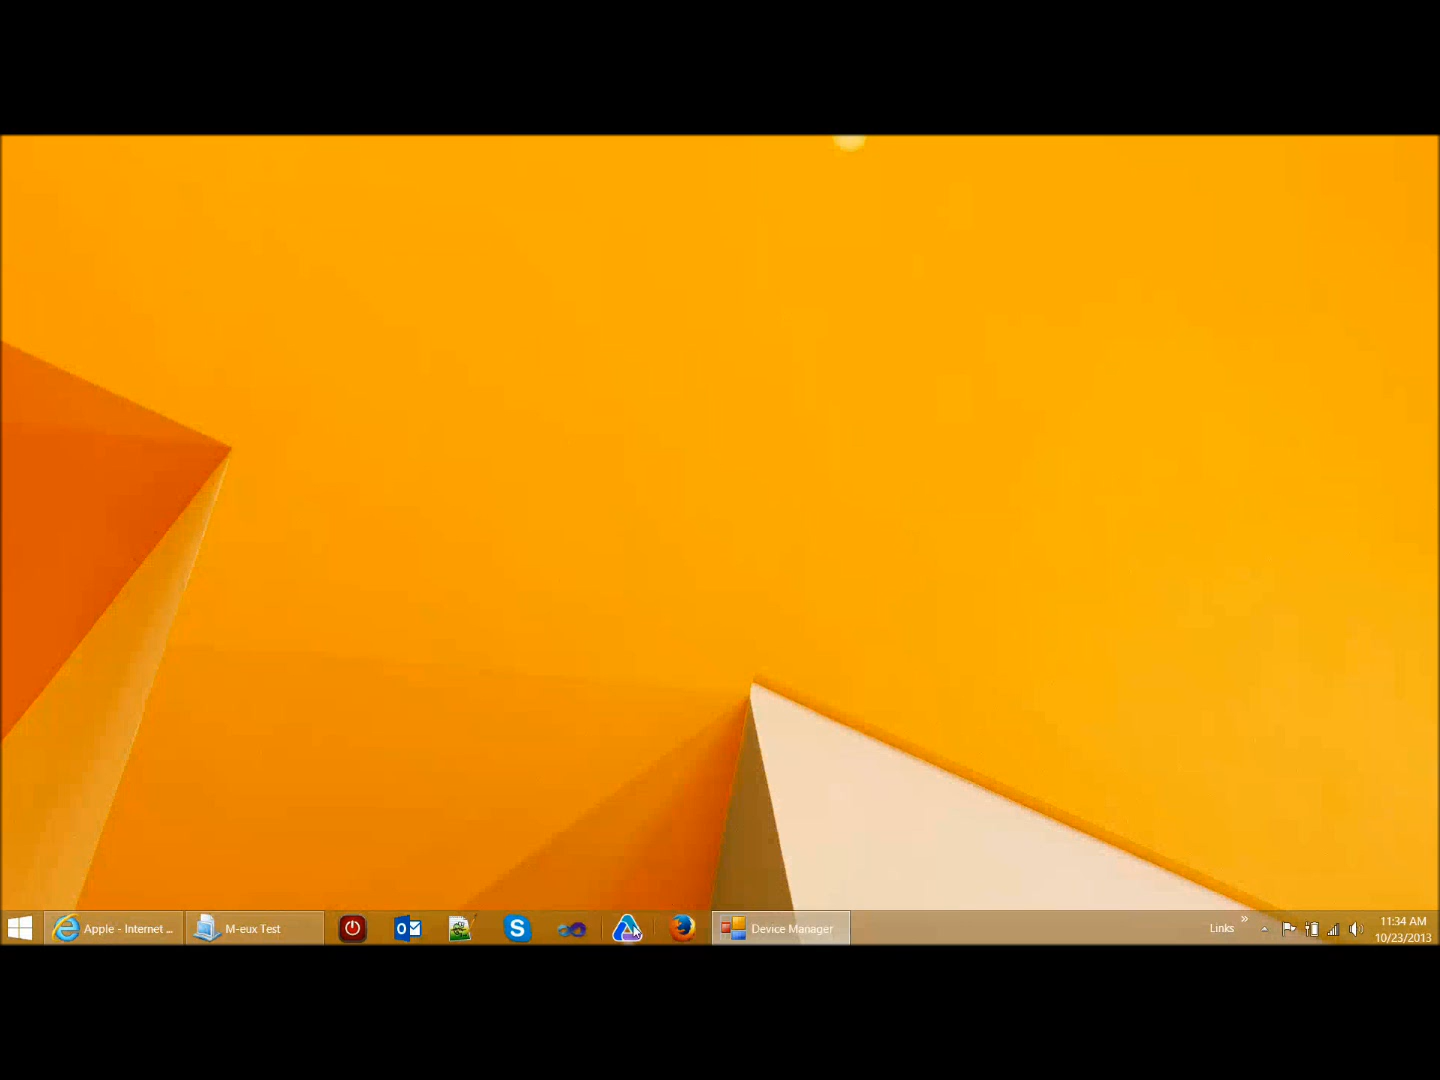 Apple - Internet ...
M-eux Test
Device Manager
Links
11:34 AM
10/23/2013